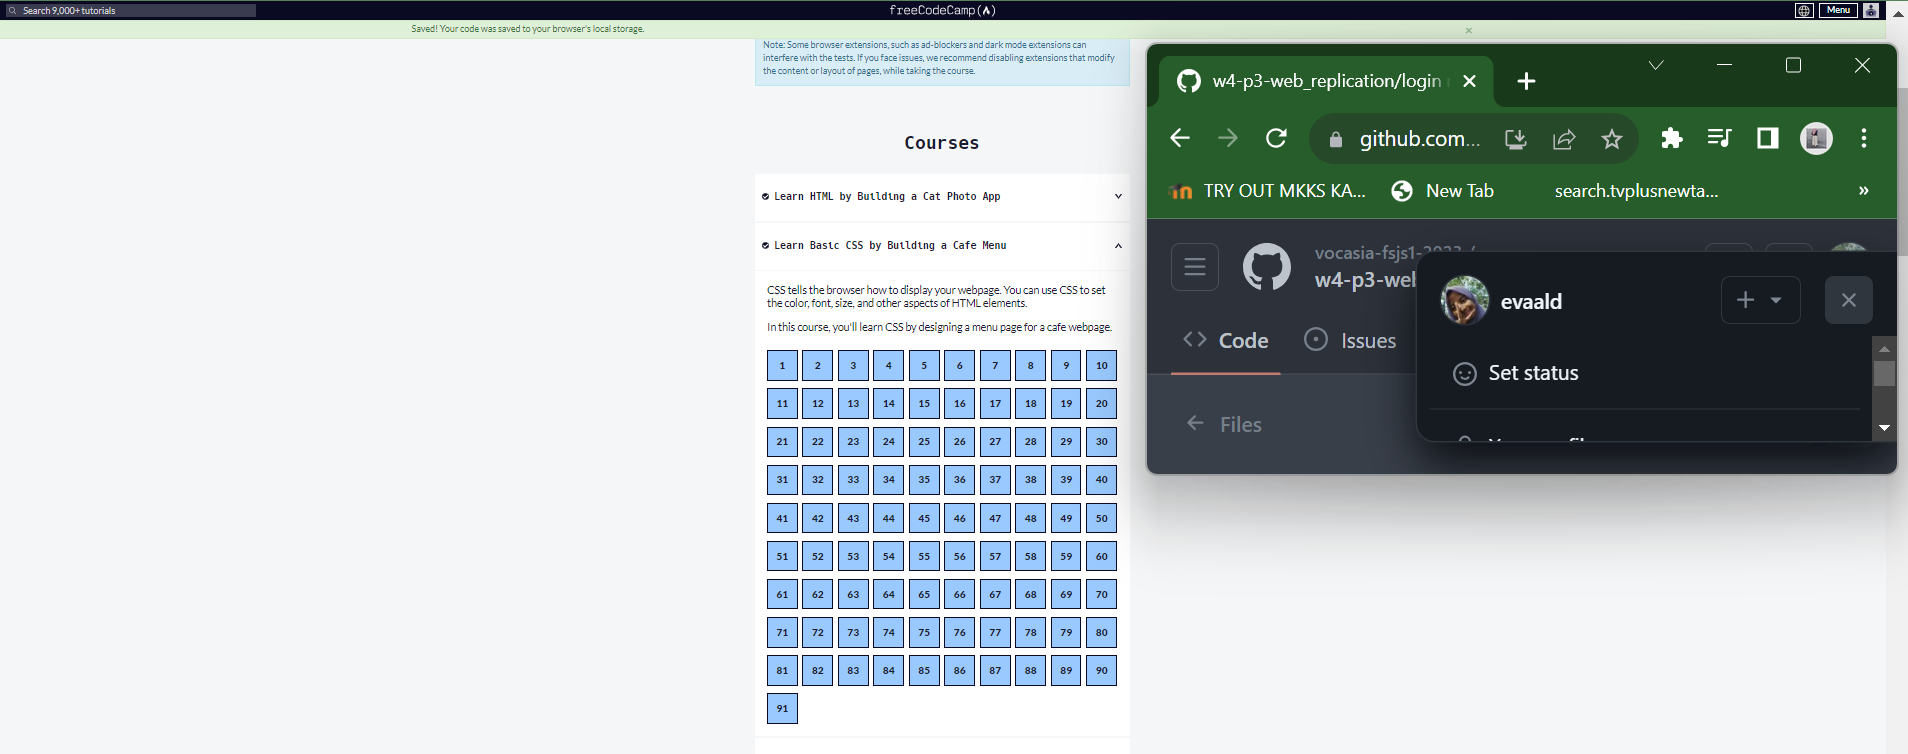 Search 9,000+ tutorials
freeCodeCamp(🔥)
Menu
Saved! Your code was saved to your browser's local storage.
×
Note: Some browser extensions, such as ad-blockers and dark mode extensions can
interfere with the tests. If you face issues, we recommend disabling extensions that modify
the content or layout of pages, while taking the course.
Courses
Learn HTML by Building a Cat Photo App
Learn Basic CSS by Building a Cafe Menu
CSS tells the browser how to display your webpage. You can use CSS to set
the color, font, size, and other aspects of HTML elements.
In this course, you'll learn CSS by designing a menu page for a cafe webpage.
1 2 3 4 5 6 7 8 9 10
11 12 13 14 15 16 17 18 19 20
21 22 23 24 25 26 27 28 29 30
31 32 33 34 35 36 37 38 39 40
41 42 43 44 45 46 47 48 49 50
51 52 53 54 55 56 57 58 59 60
61 62 63 64 65 66 67 68 69 70
71 72 73 74 75 76 77 78 79 80
81 82 83 84 85 86 87 88 89 90
91
w4-p3-web_replication/login
github.com...
TRY OUT MKKS KA... New Tab search.tvplusnewta... »
vocasia-fsjs1-2023 /
w4-p3-web
evaald
Code Issues
Set status
Files